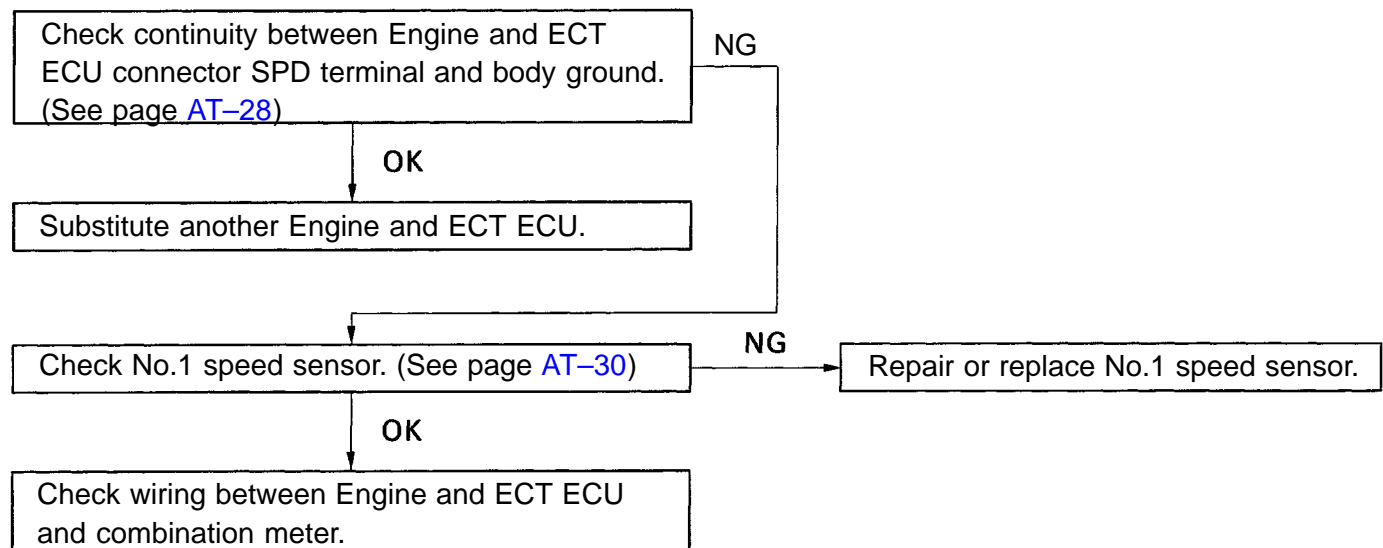 Check continuity between Engine and ECT
ECU connector SPD terminal and body ground.
(See page AT–28)
NG
OK
Substitute another Engine and ECT ECU.
Check No.1 speed sensor. (See page AT–30)
NG
Repair or replace No.1 speed sensor.
OK
Check wiring between Engine and ECT ECU
and combination meter.